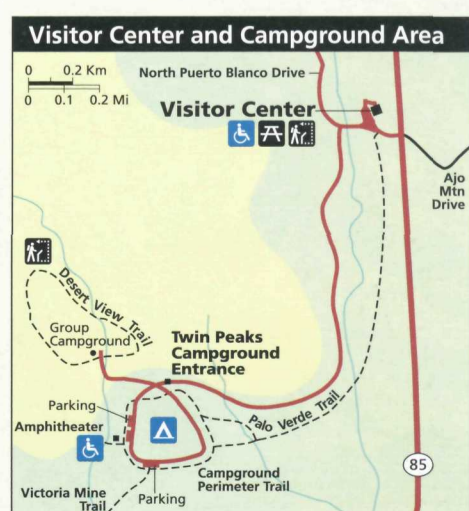 Visitor Center and Campground Area
0 0.2 Km
0 0.1 0.2 Mi
North Puerto Blanco Drive
Visitor Center
Ajo
Mtn
Drive
Desert View Trail
Group
Campground
Twin Peaks
Campground
Entrance
Parking
Amphitheater
Palo Verde Trail
85
Campground
Perimeter Trail
Victoria Mine
Trail
Parking